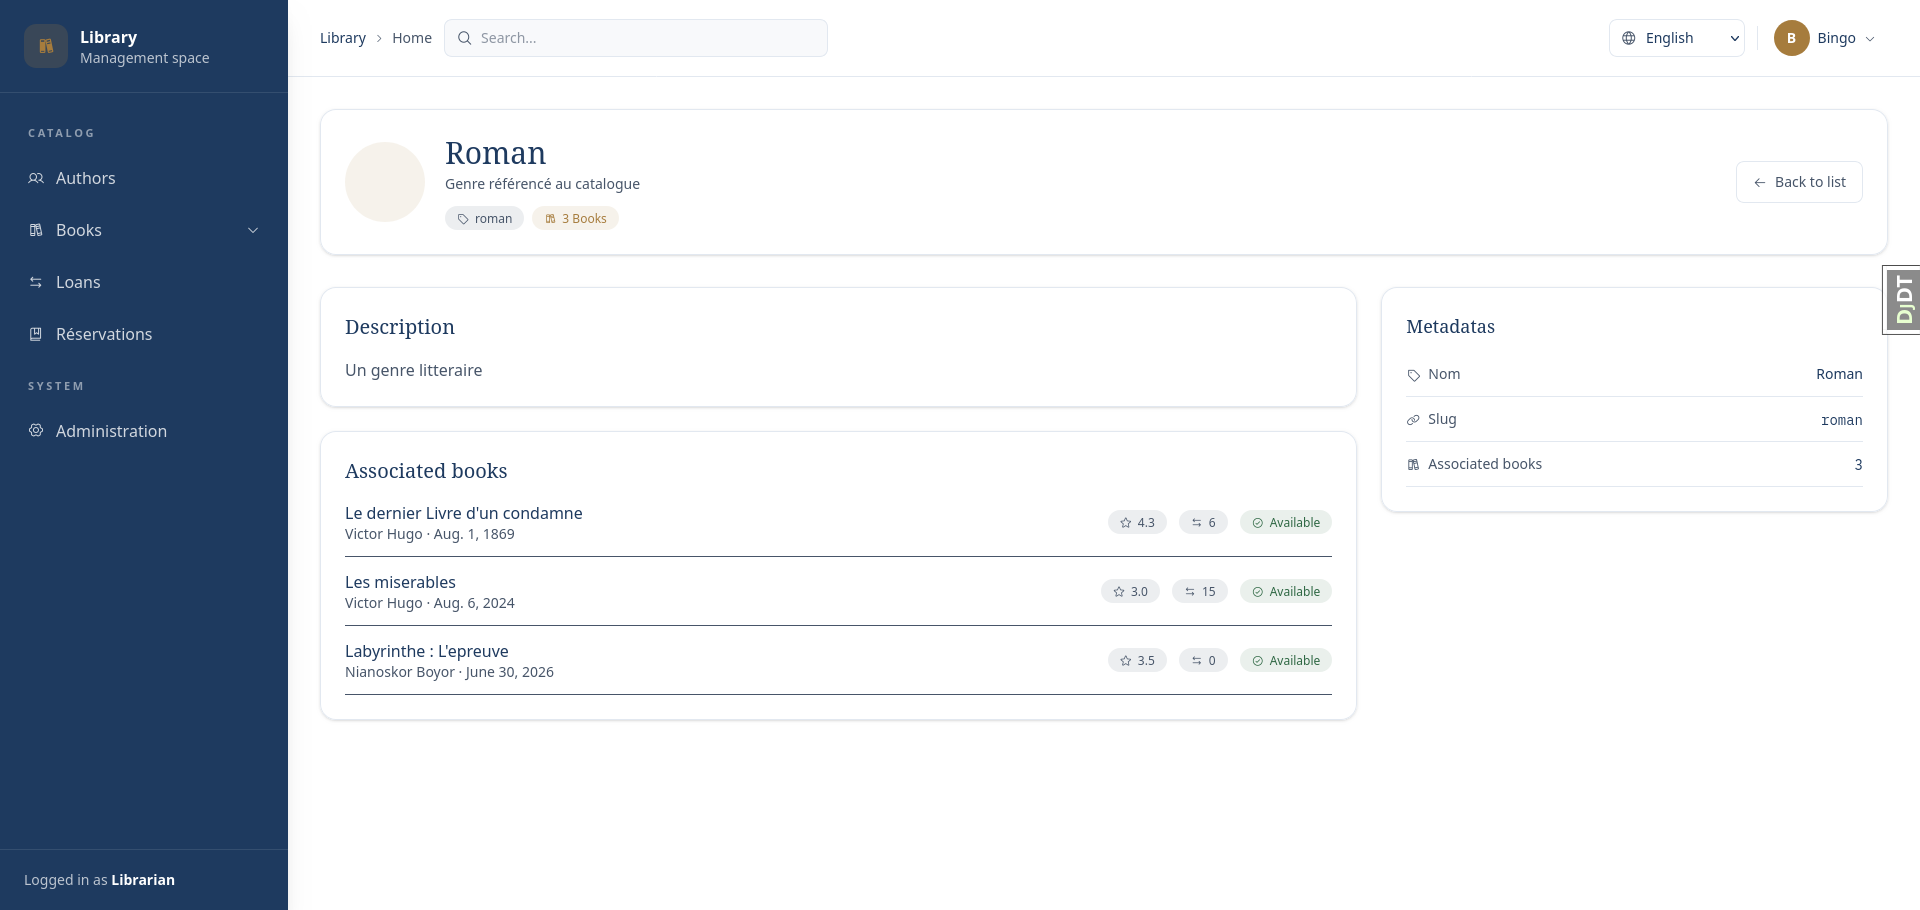 Library
Management space
CATALOG
Authors
Books
Loans
Réservations
SYSTEM
Administration
Logged in as Librarian
Library > Home
Search...
English
B
Bingo
Roman
Genre référencé au catalogue
roman
3 Books
← Back to list
Description
Un genre litteraire
Associated books
Le dernier Livre d'un condamne
Victor Hugo · Aug. 1, 1869
4.3
6
Available
Les miserables
Victor Hugo · Aug. 6, 2024
3.0
15
Available
Labyrinthe : L'epreuve
Nianoskor Boyor · June 30, 2026
3.5
0
Available
Metadatas
Nom Roman
Slug roman
Associated books 3
DjDT